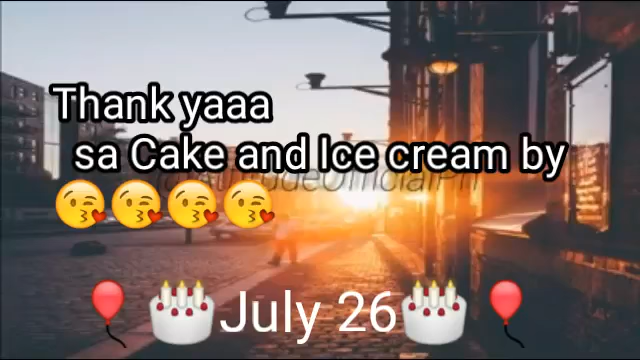 Thank yaaa
sa Cake and Ice cream by
😘😘😘😘
🎈🎂July 26🎂🎈